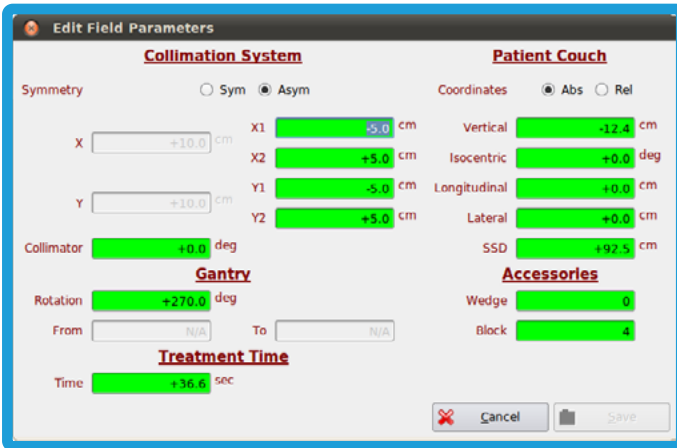 Edit Field Parameters
Collimation System
Symmetry Sym Asym
X +10.0 cm
X1 -5.0 cm
X2 +5.0 cm
Y +10.0 cm
Y1 -5.0 cm
Y2 +5.0 cm
Collimator +0.0 deg
Gantry
Rotation +270.0 deg
From N/A To N/A
Treatment Time
Time +36.6 sec
Patient Couch
Coordinates Abs Rel
Vertical -12.4 cm
Isocentric +0.0 deg
Longitudinal +0.0 cm
Lateral +0.0 cm
SSD +92.5 cm
Accessories
Wedge 0
Block 4
Cancel Save